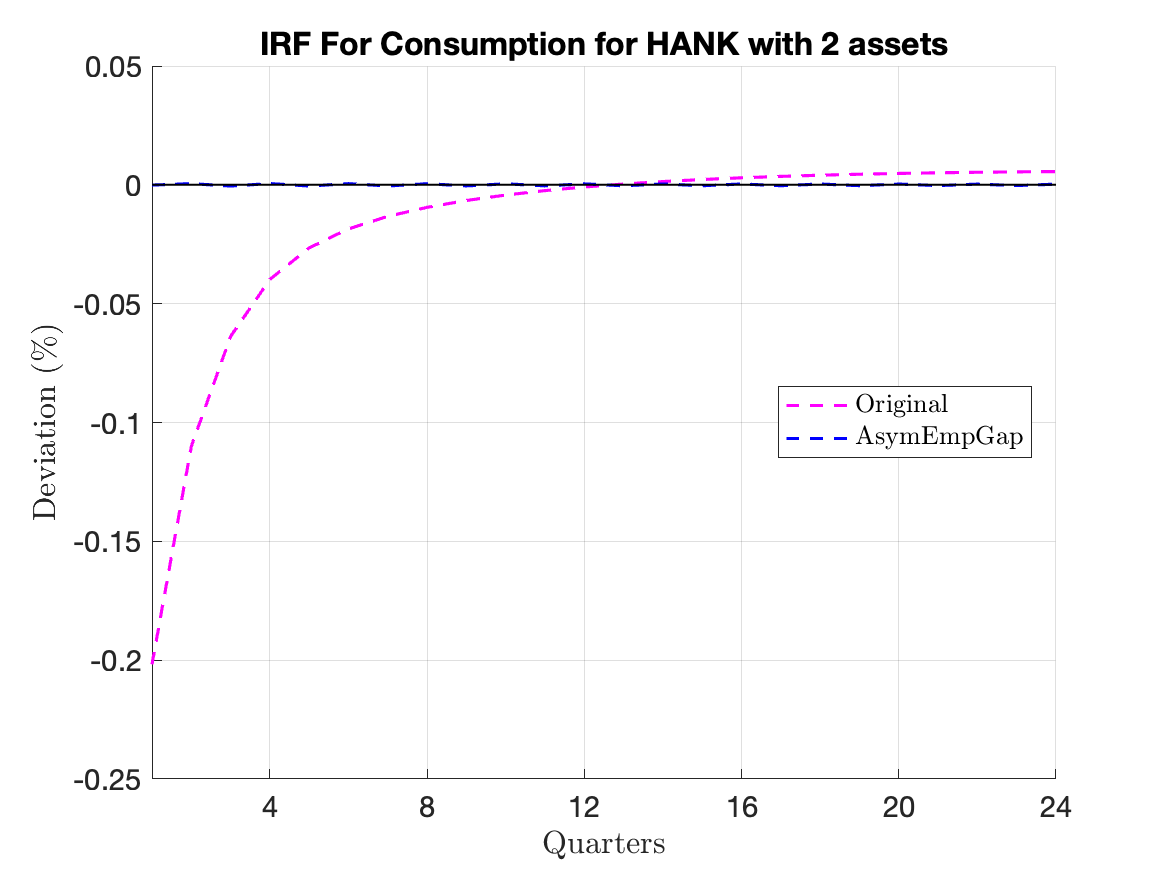 IRF For Consumption for HANK with 2 assets
0.05
0
-0.05
-0.1
-0.15
-0.2
-0.25
Deviation (%)
Original
AsymEmpGap
4 8 12 16 20 24
Quarters